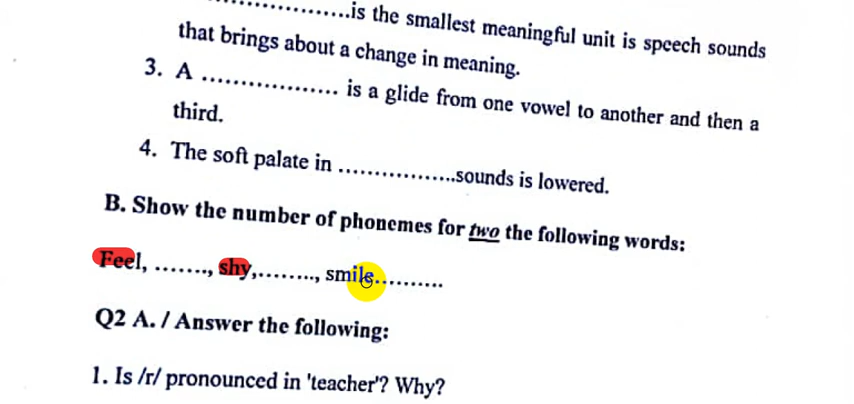 ..................is the smallest meaningful unit is speech sounds
that brings about a change in meaning.
3. A .................. is a glide from one vowel to another and then a
third.
4. The soft palate in .................sounds is lowered.
B. Show the number of phonemes for two the following words:
Feel, ........, shy,........, smile..........
Q2 A. / Answer the following:
1. Is /r/ pronounced in 'teacher'? Why?